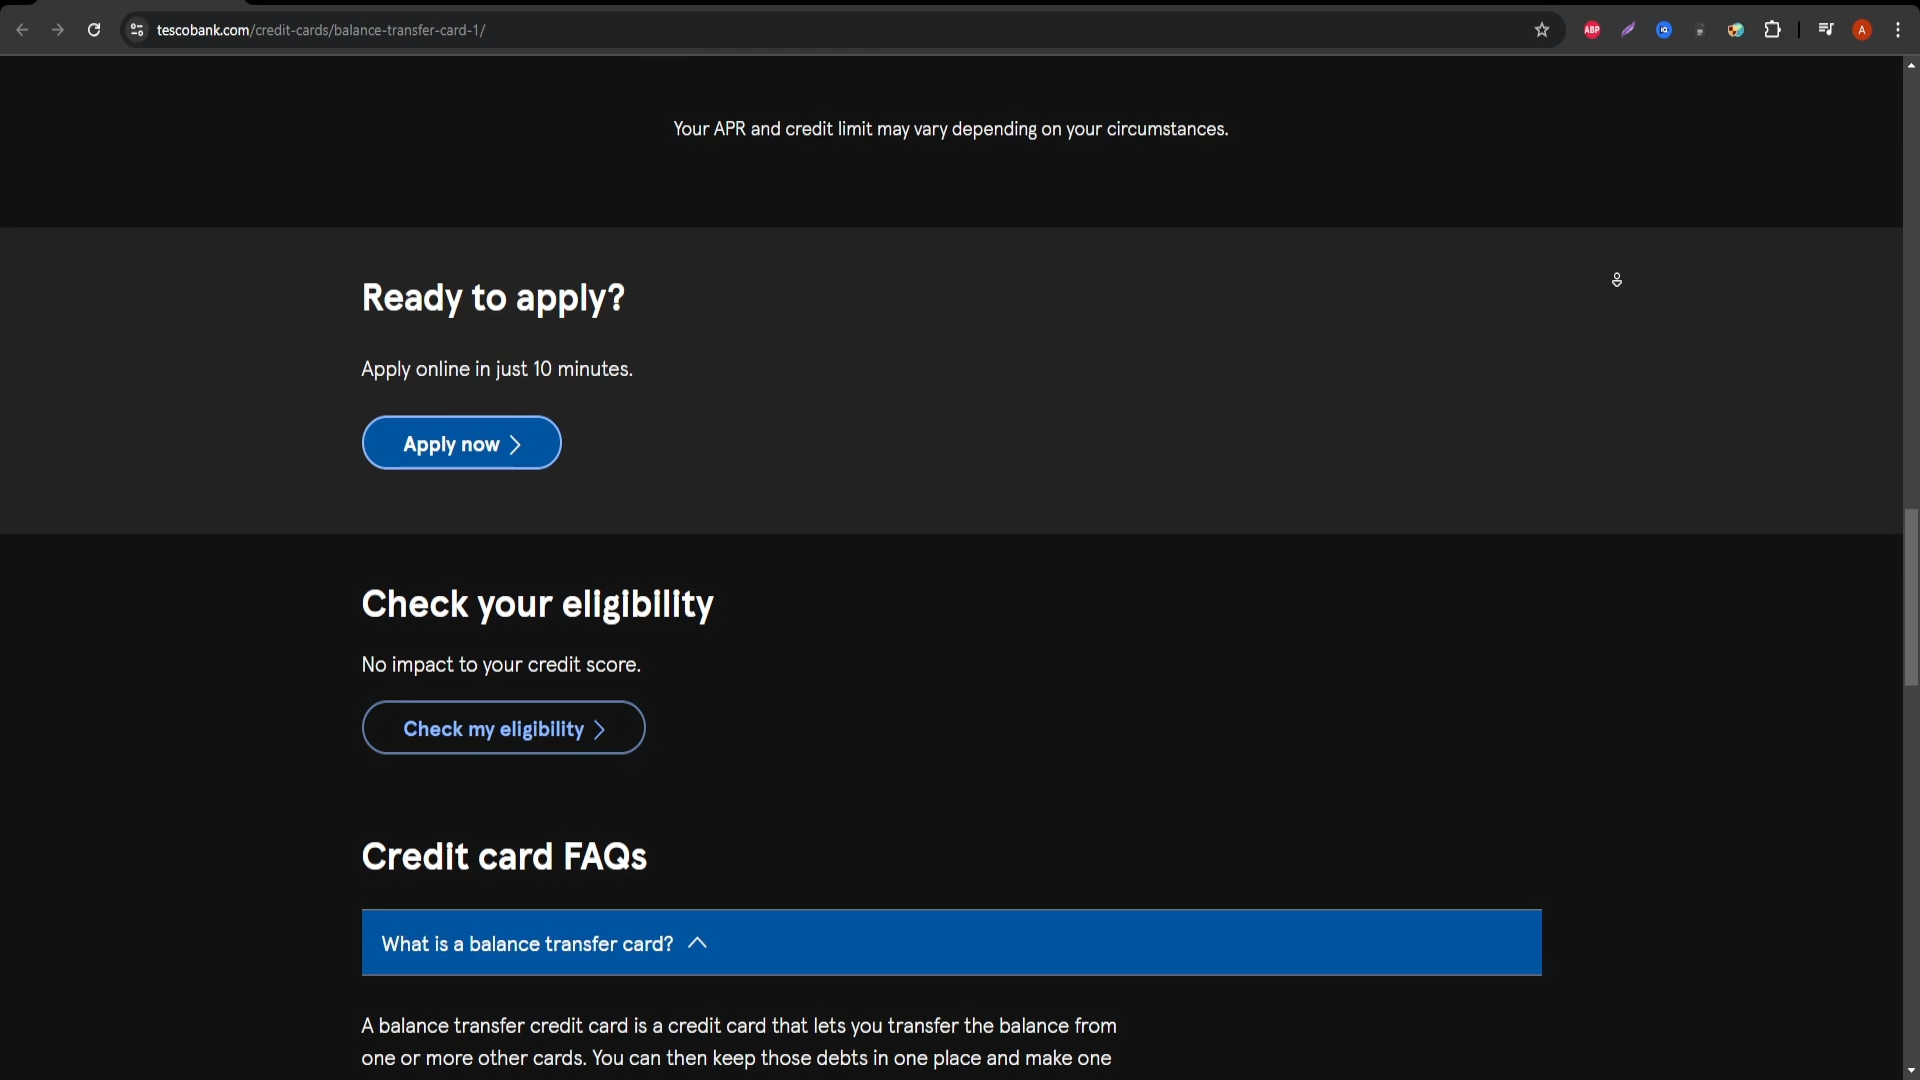 tescobank.com/credit-cards/balance-transfer-card-1/
ABP
A
Your APR and credit limit may vary depending on your circumstances.
Ready to apply?
Apply online in just 10 minutes.
Apply now
Check your eligibility
No impact to your credit score.
Check my eligibility
Credit card FAQs
What is a balance transfer card?
A balance transfer credit card is a credit card that lets you transfer the balance from
one or more other cards. You can then keep those debts in one place and make one